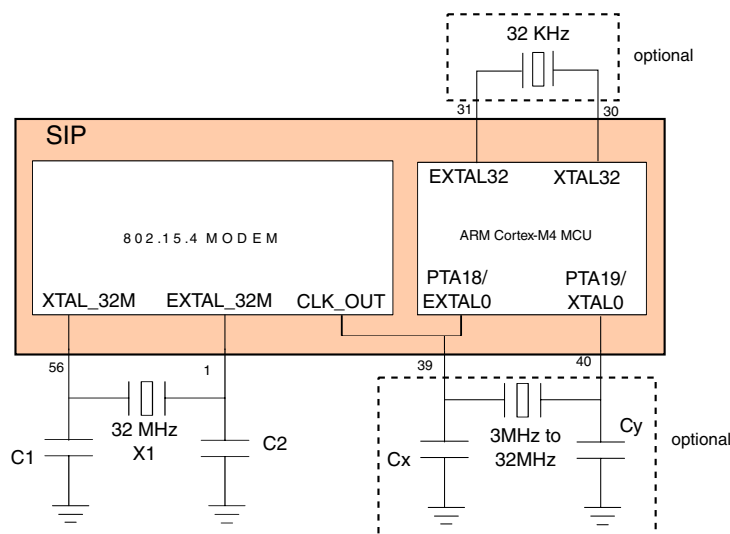 32 KHz
optional
31
30
SIP
EXTAL32
XTAL32
802.15.4 MODEM
ARM Cortex-M4 MCU
XTAL_32M
EXTAL_32M
CLK_OUT
PTA18/
EXTAL0
PTA19/
XTAL0
56
1
39
40
32 MHz
X1
C1
C2
3MHz to
32MHz
Cx
Cy
optional